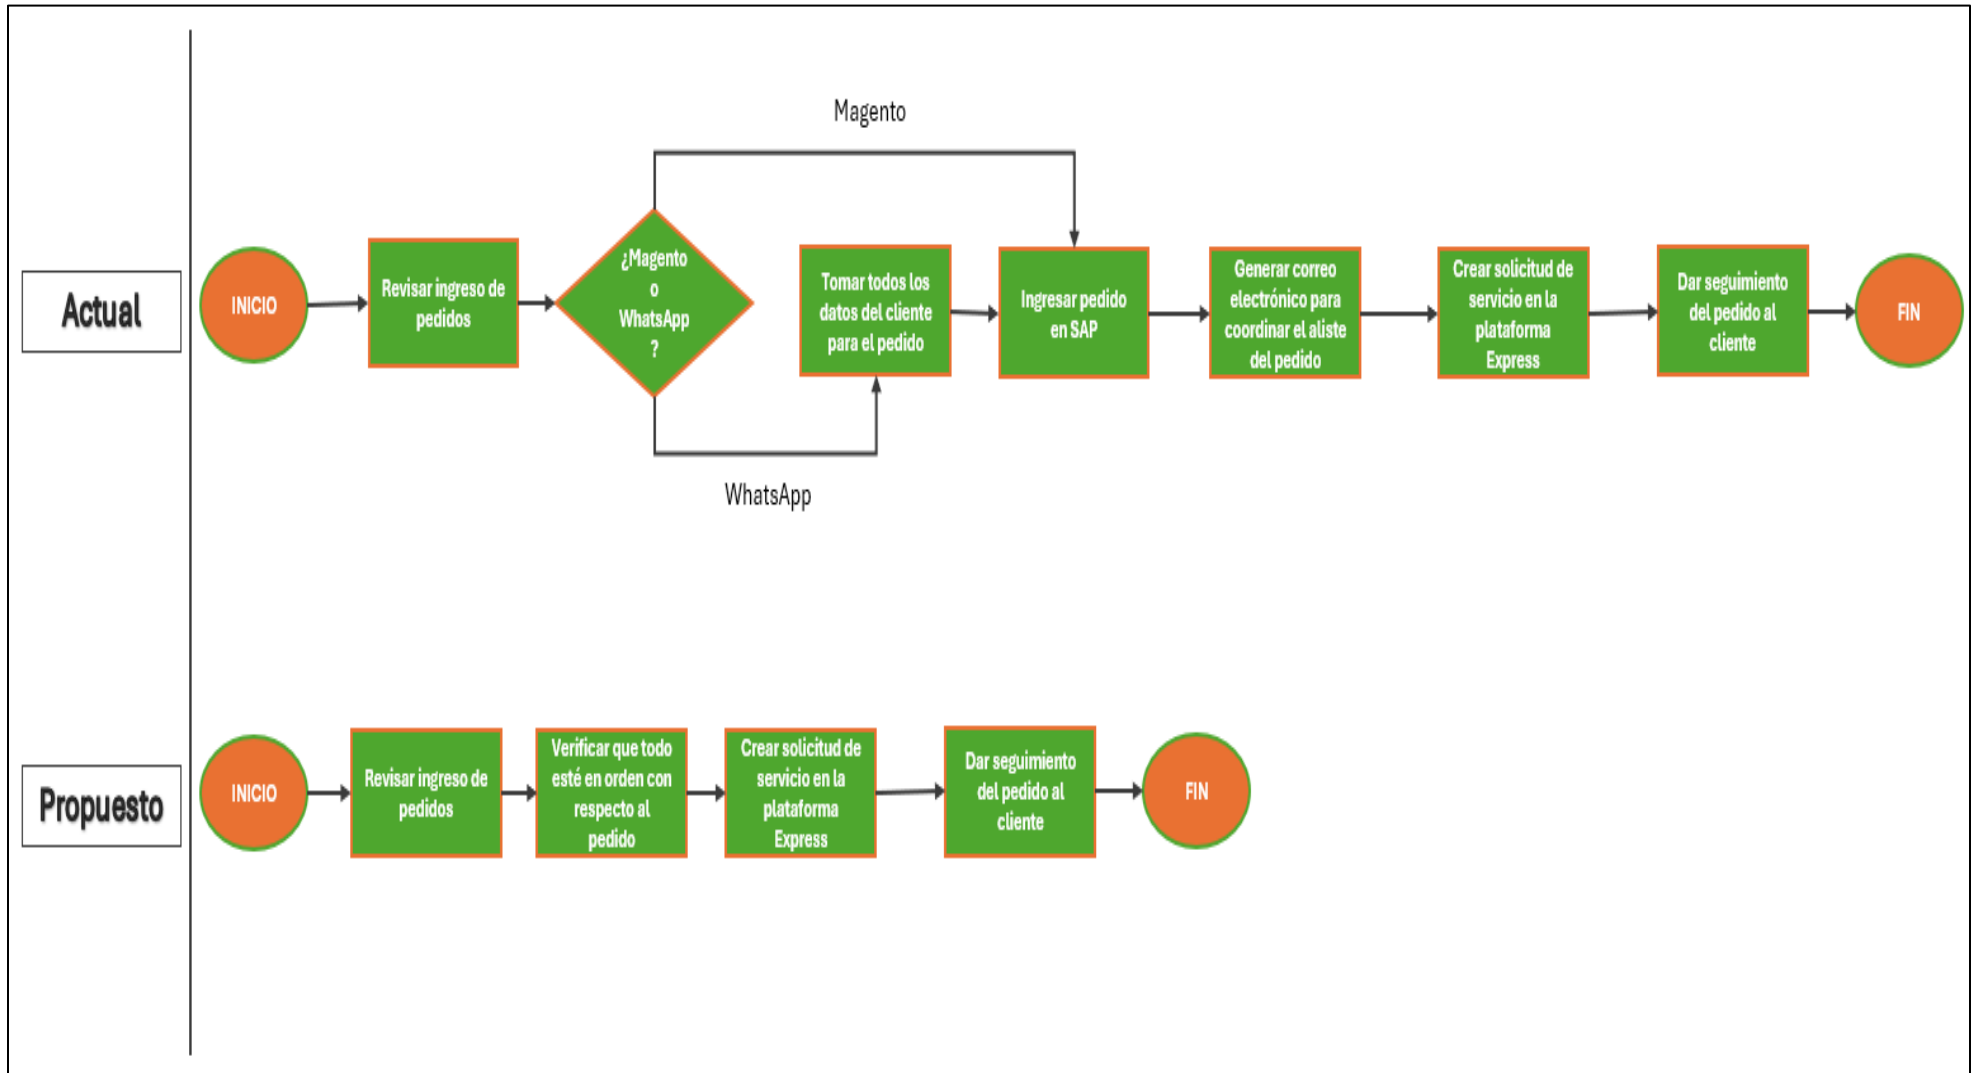 Magento
Actual
INICIO
Revisar ingreso de
pedidos
¿Magento
o
WhatsApp
?
Tomar todos los
datos del cliente
para el pedido
Ingresar pedido
en SAP
Generar correo
electrónico para
coordinar el aliste
del pedido
Crear solicitud de
servicio en la
plataforma
Express
Dar seguimiento
del pedido al
cliente
FIN
WhatsApp
Propuesto
INICIO
Revisar ingreso de
pedidos
Verificar que todo
esté en orden con
respecto al
pedido
Crear solicitud de
servicio en la
plataforma
Express
Dar seguimiento
del pedido al
cliente
FIN